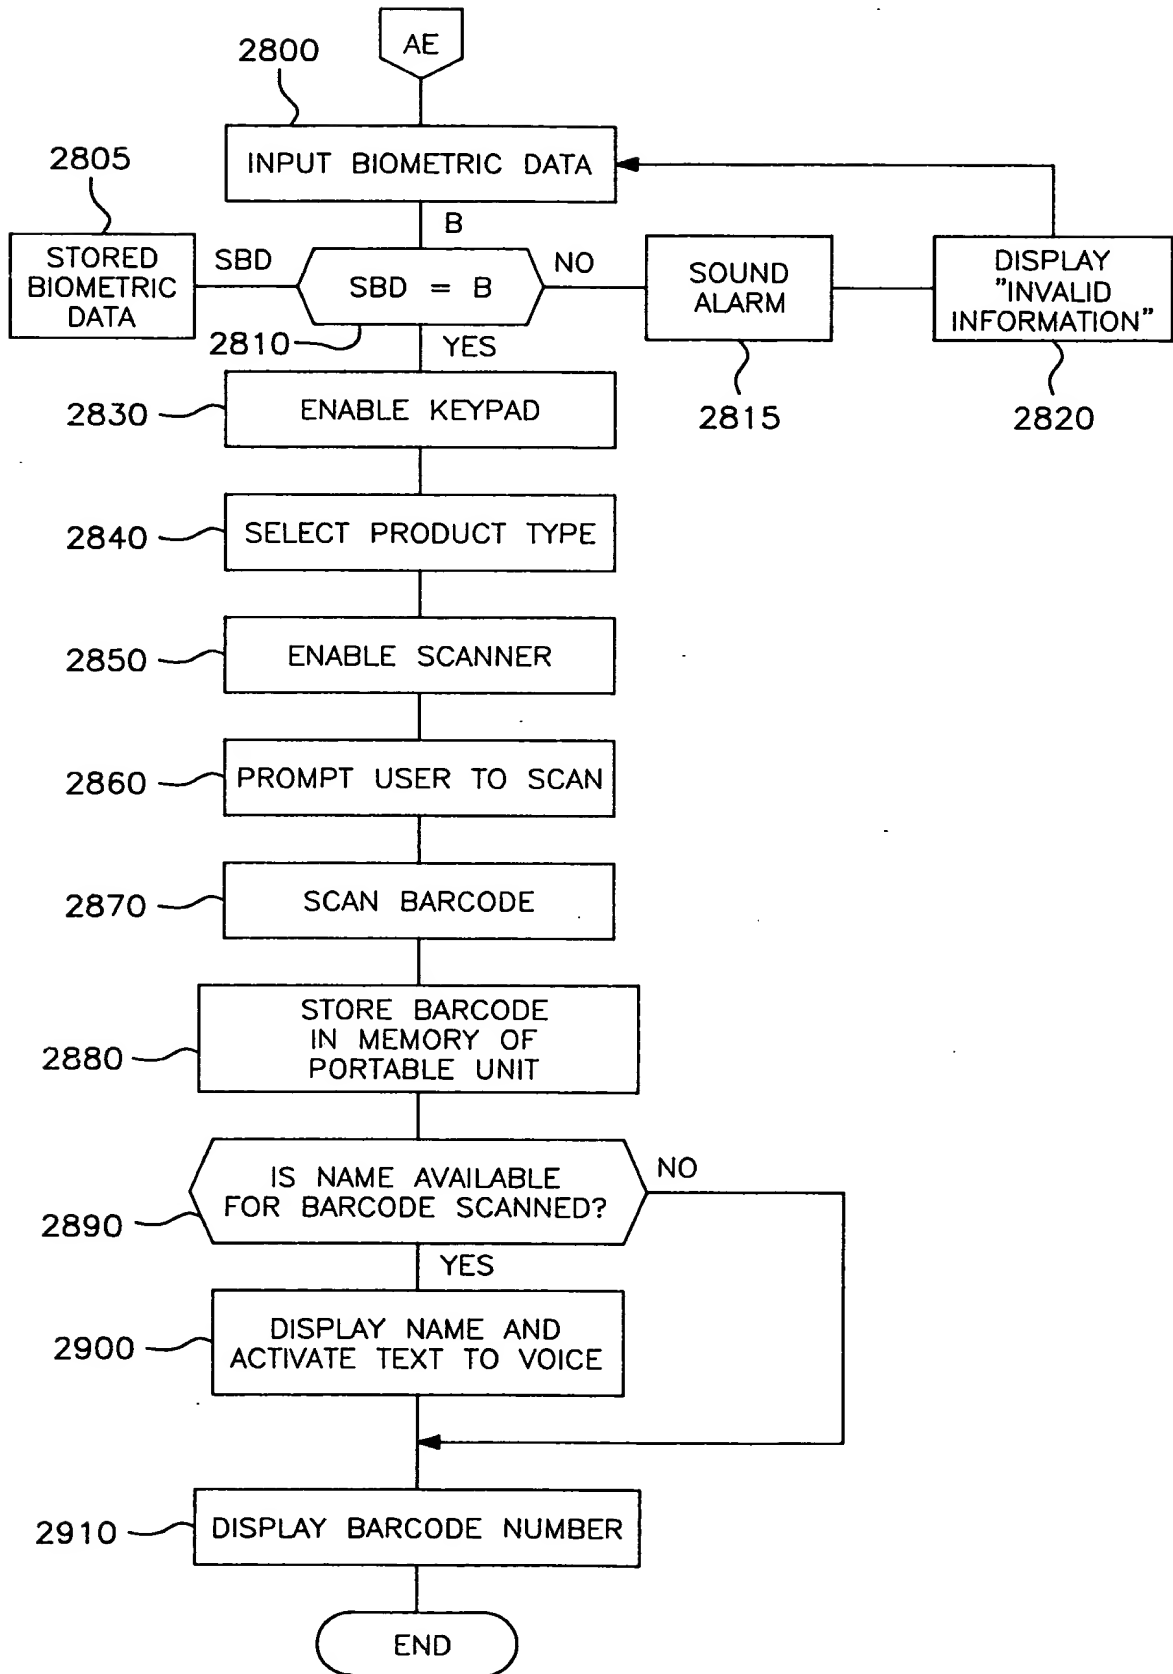 AE
2800
INPUT BIOMETRIC DATA
2805
B
STORED
BIOMETRIC
DATA
SBD
SBD = B
2810
NO
SOUND
ALARM
2815
DISPLAY
"INVALID
INFORMATION"
2820
YES
2830
ENABLE KEYPAD
2840
SELECT PRODUCT TYPE
2850
ENABLE SCANNER
2860
PROMPT USER TO SCAN
2870
SCAN BARCODE
2880
STORE BARCODE
IN MEMORY OF
PORTABLE UNIT
2890
IS NAME AVAILABLE
FOR BARCODE SCANNED?
NO
YES
2900
DISPLAY NAME AND
ACTIVATE TEXT TO VOICE
2910
DISPLAY BARCODE NUMBER
END